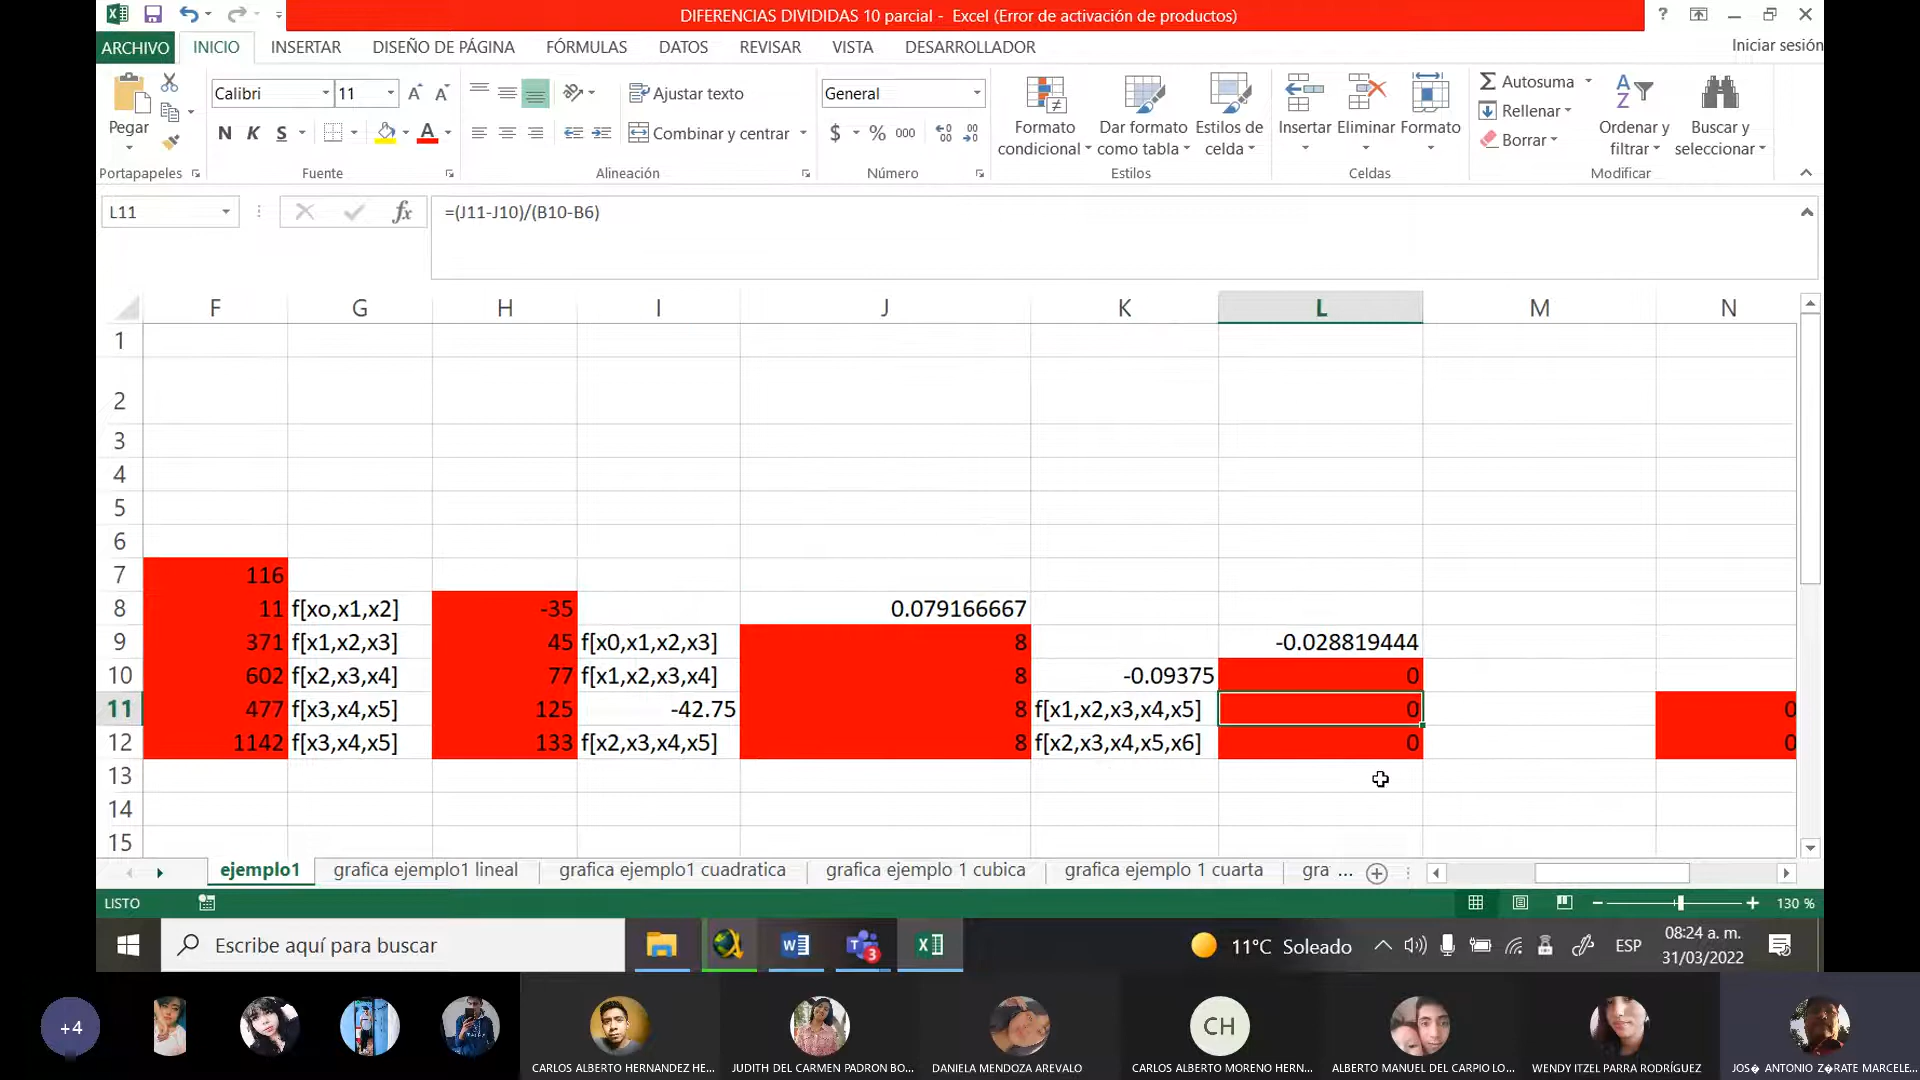 DIFERENCIAS DIVIDIDAS 10 parcial - Excel (Error de activación de productos)
?
ARCHIVO INICIO INSERTAR DISEÑO DE PÁGINA FÓRMULAS DATOS REVISAR VISTA DESARROLLADOR Iniciar sesión
Pegar
Portapapeles
Calibri 11
N K S
Fuente
Ajustar texto
Combinar y centrar
Alineación
General
$ % 000
Número
Formato condicional
Dar formato como tabla
Estilos de celda
Estilos
Insertar Eliminar Formato
Celdas
Autosuma
Rellenar
Borrar
Ordenar y filtrar
Buscar y seleccionar
Modificar
L11 fx =(J11-J10)/(B10-B6)
F G H I J K L M N
1
2
3
4
5
6
7 116
8 11 f[xo,x1,x2] -35 0.079166667
9 371 f[x1,x2,x3] 45 f[x0,x1,x2,x3] 8 -0.028819444
10 602 f[x2,x3,x4] 77 f[x1,x2,x3,x4] 8 -0.09375 0
11 477 f[x3,x4,x5] 125 -42.75 8 f[x1,x2,x3,x4,x5] 0 0
12 1142 f[x3,x4,x5] 133 f[x2,x3,x4,x5] 8 f[x2,x3,x4,x5,x6] 0 0
13
14
15
ejemplo1 grafica ejemplo1 lineal grafica ejemplo1 cuadratica grafica ejemplo 1 cubica grafica ejemplo 1 cuarta gra ...
LISTO 130 %
Escribe aquí para buscar
3
11°C Soleado
ESP
08:24 a. m.
31/03/2022
+4
CH
CARLOS ALBERTO HERNANDEZ HE...
JUDITH DEL CARMEN PADRON BO...
DANIELA MENDOZA AREVALO
CARLOS ALBERTO MORENO HERN...
ALBERTO MANUEL DEL CARPIO LO...
WENDY ITZEL PARRA RODRÍGUEZ
JOS� ANTONIO Z�RATE MARCELE...